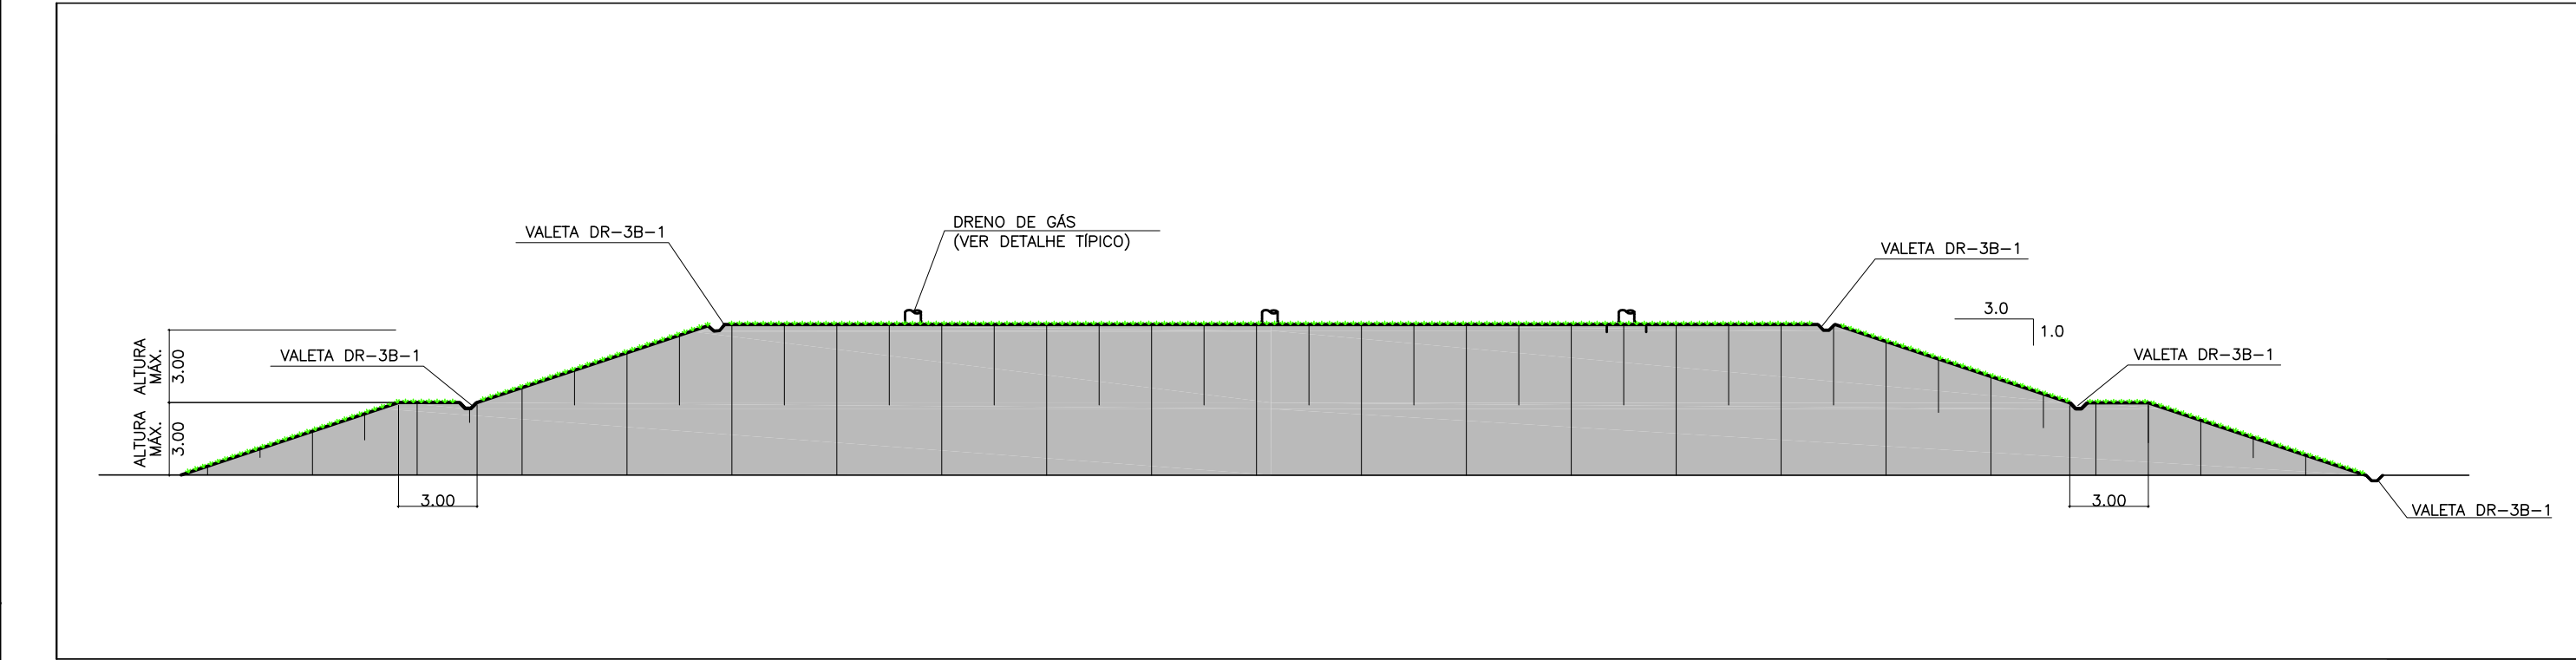 DRENO DE GÁS
(VER DETALHE TÍPICO)
VALETA DR-3B-1
VALETA DR-3B-1
3.0
1.0
VALETA DR-3B-1
VALETA DR-3B-1
ALTURA
MÁX.
3.00
ALTURA
MÁX.
3.00
3.00
3.00
VALETA DR-3B-1